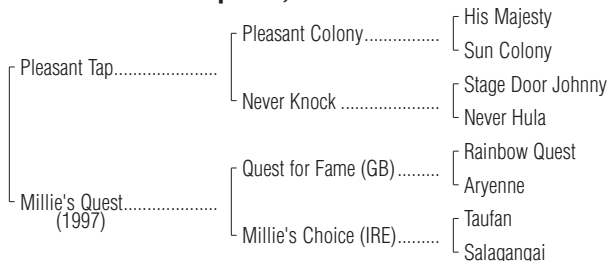 His Majesty
Pleasant Colony................
Sun Colony
Pleasant Tap.....................
Stage Door Johnny
Never Knock ....................
Never Hula
Rainbow Quest
Quest for Fame (GB).........
Aryenne
Millie's Quest...................
(1997)
Taufan
Millie's Choice (IRE).........
Salagangai